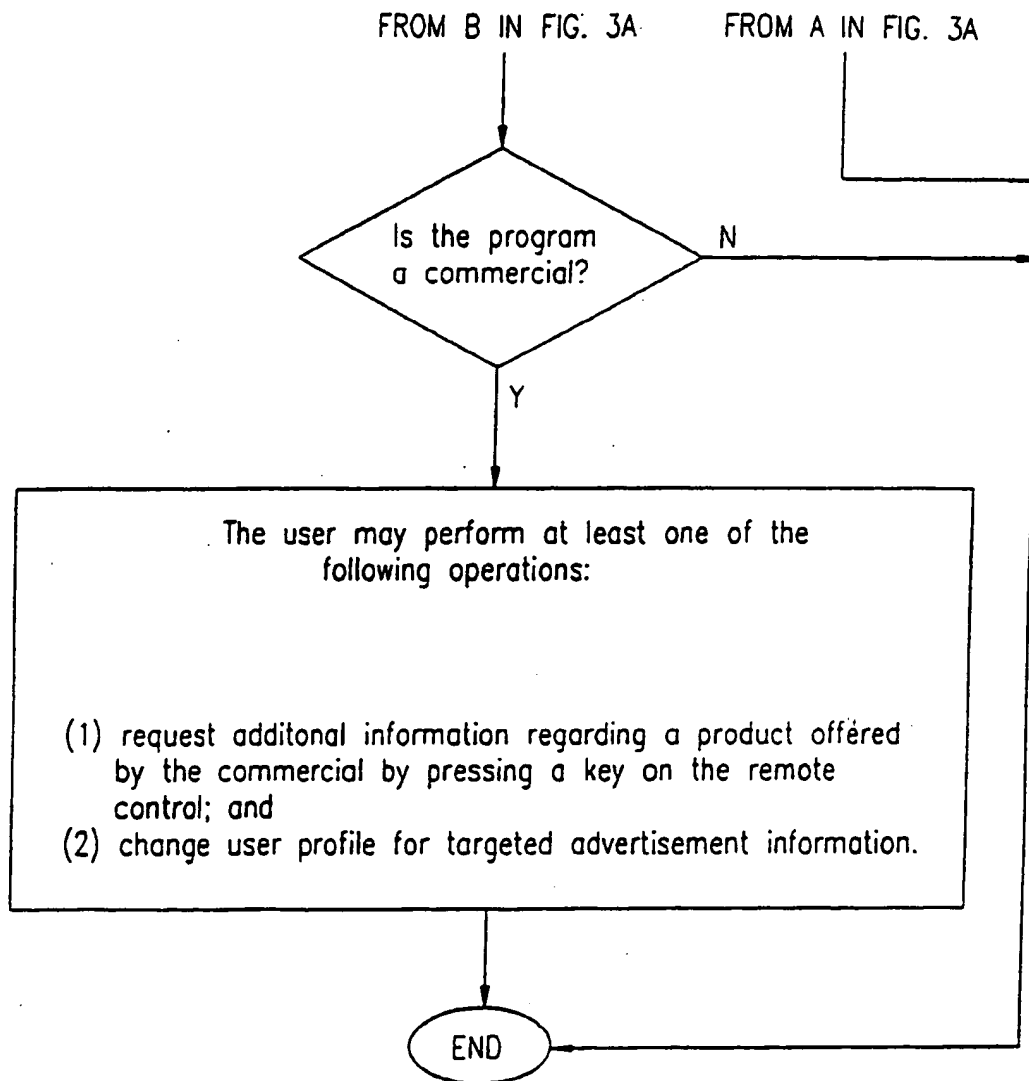 FROM B IN FIG. 3A
FROM A IN FIG. 3A
Is the program
a commercial?
N
Y
The user may perform at least one of the
following operations:
(1) request additonal information regarding a product offered
by the commercial by pressing a key on the remote
control; and
(2) change user profile for targeted advertisement information.
END